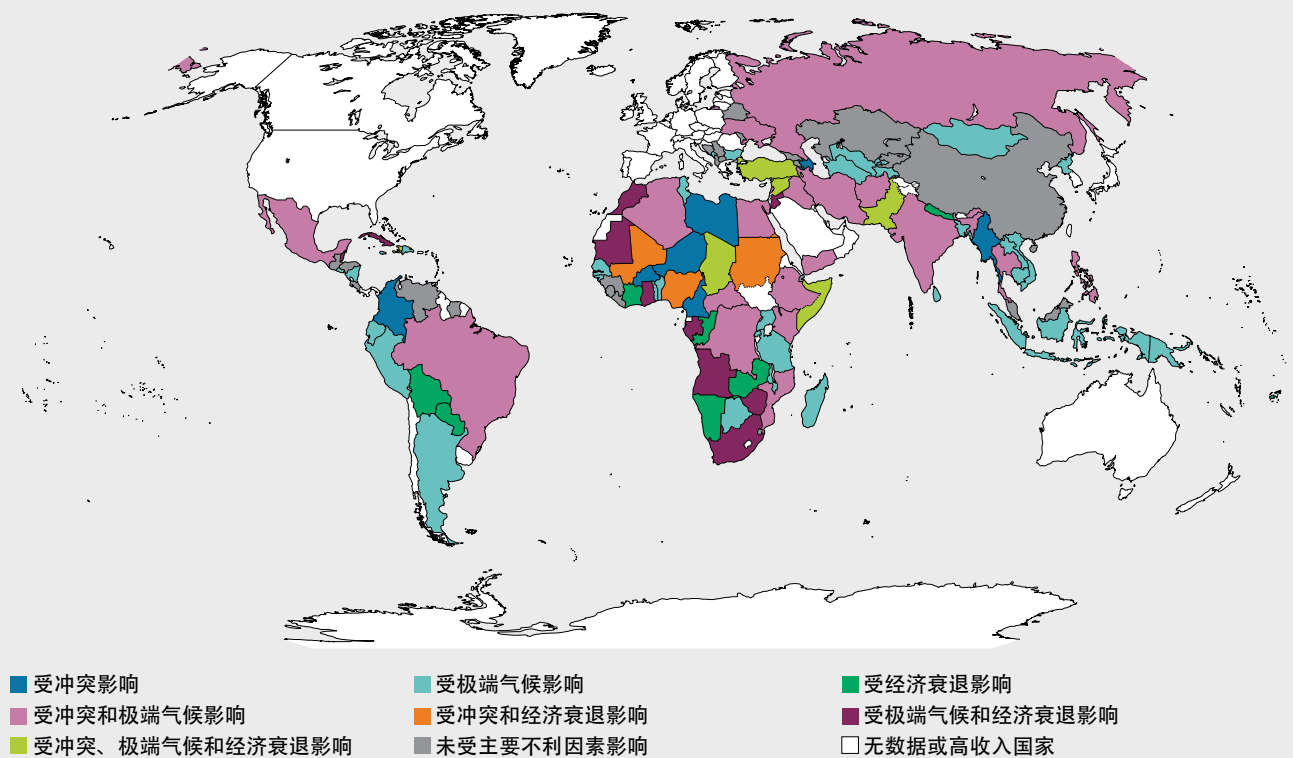 受冲突影响
受极端气候影响
受经济衰退影响
受冲突和极端气候影响
受冲突和经济衰退影响
受极端气候和经济衰退影响
受冲突、极端气候和经济衰退影响
未受主要不利因素影响
无数据或高收入国家